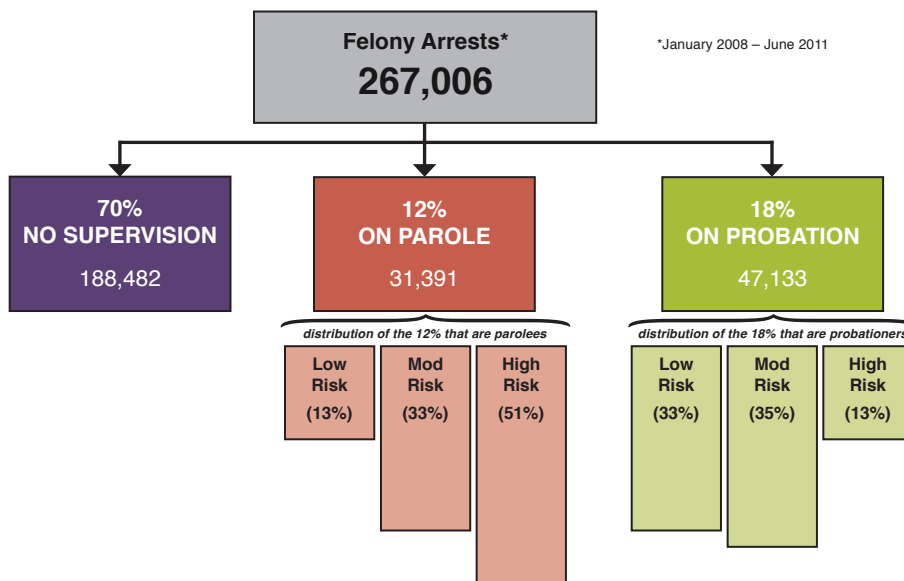 Felony Arrests*
267,006
*January 2008 – June 2011
70%
NO SUPERVISION
188,482
12%
ON PAROLE
31,391
18%
ON PROBATION
47,133
distribution of the 12% that are parolees
Low
Risk
(13%)
Mod
Risk
(33%)
High
Risk
(51%)
distribution of the 18% that are probationers
Low
Risk
(33%)
Mod
Risk
(35%)
High
Risk
(13%)